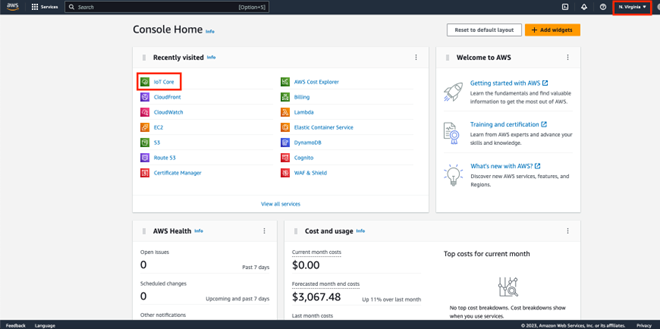 aws
Services
Search
[Option+S]
N. Virginia
Console Home Info
Reset to default layout
+ Add widgets
Recently visited Info
IoT Core
CloudFront
CloudWatch
EC2
S3
Route 53
Certificate Manager
AWS Cost Explorer
Billing
Lambda
Elastic Container Service
DynamoDB
Cognito
WAF & Shield
View all services
Welcome to AWS
Getting started with AWS
Learn the fundamentals and find valuable
information to get the most out of AWS.
Training and certification
Learn from AWS experts and advance your
skills and knowledge.
What's new with AWS?
Discover new AWS services, features, and
Regions.
AWS Health Info
Open issues
0
Past 7 days
Scheduled changes
0
Upcoming and past 7 days
Other notifications
Cost and usage Info
Current month costs
$0.00
Forecasted month end costs
$3,067.48
Up 11% over last month
Last month costs
Top costs for current month
No top cost breakdowns. Cost breakdowns show
when you use services.
Feedback
Language
© 2023, Amazon Web Services, Inc. or its affiliates.
Privacy
Terms